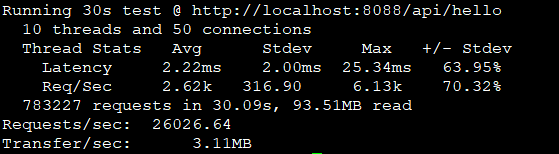 Running 30s test @ http://localhost:8088/api/hello
10 threads and 50 connections
Thread Stats Avg Stdev Max +/- Stdev
Latency 2.22ms 2.00ms 25.34ms 63.95%
Req/Sec 2.62k 316.90 6.13k 70.32%
783227 requests in 30.09s, 93.51MB read
Requests/sec: 26026.64
Transfer/sec: 3.11MB